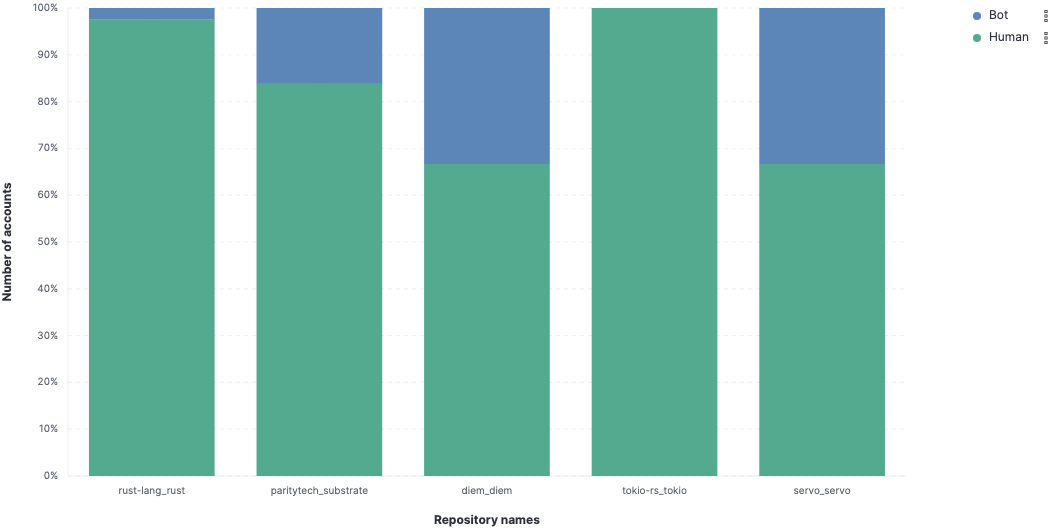 100%
90%
80%
70%
60%
50%
40%
30%
20%
10%
0%
Number of accounts
rust-lang_rust
paritytech_substrate
diem_diem
tokio-rs_tokio
servo_servo
Repository names
Bot
Human